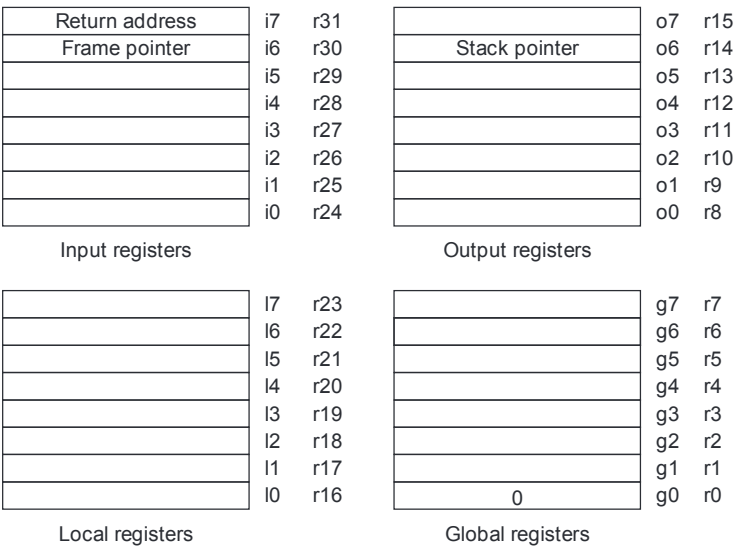 Return address i7 r31
Frame pointer i6 r30
i5 r29
i4 r28
i3 r27
i2 r26
i1 r25
i0 r24
Input registers
o7 r15
Stack pointer o6 r14
o5 r13
o4 r12
o3 r11
o2 r10
o1 r9
o0 r8
Output registers
l7 r23
l6 r22
l5 r21
l4 r20
l3 r19
l2 r18
l1 r17
l0 r16
Local registers
g7 r7
g6 r6
g5 r5
g4 r4
g3 r3
g2 r2
g1 r1
0 g0 r0
Global registers